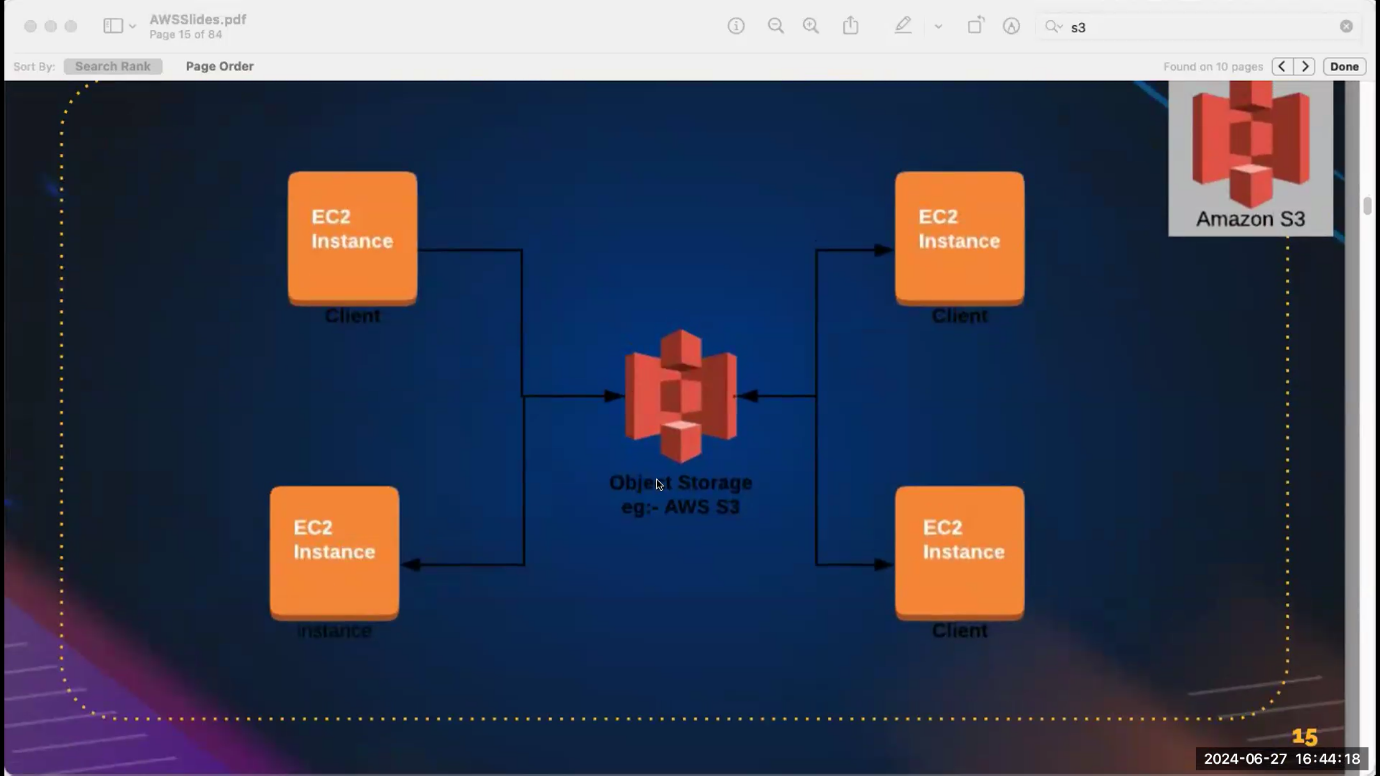 AWSSlides.pdf
Page 15 of 84
s3
Sort By: Search Rank Page Order
Found on 10 pages
Done
Amazon S3
EC2
Instance
Client
EC2
Instance
Client
Object Storage
eg:- AWS S3
EC2
Instance
instance
EC2
Instance
Client
15
2024-06-27 16:44:18